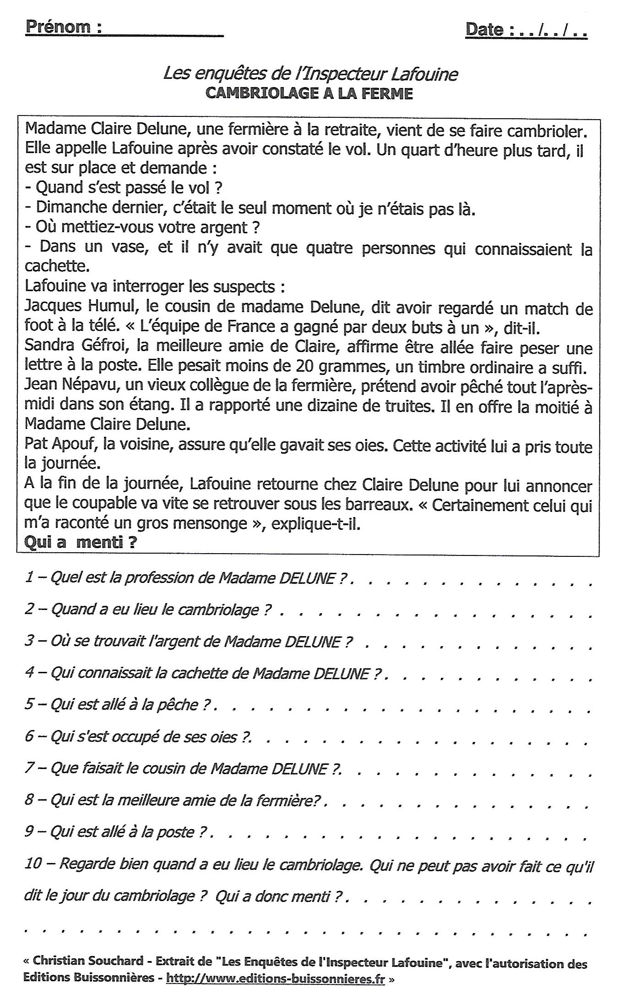 Prénom :
Date : . . /. . / . .
Les enquêtes de l'Inspecteur Lafouine
CAMBRIOLAGE A LA FERME
Madame Claire Delune, une fermière à la retraite, vient de se faire cambrioler.
Elle appelle Lafouine après avoir constaté le vol. Un quart d'heure plus tard, il
est sur place et demande :
- Quand s'est passé le vol ?
- Dimanche dernier, c'était le seul moment où je n'étais pas là.
- Où mettiez-vous votre argent ?
- Dans un vase, et il n'y avait que quatre personnes qui connaissaient la
cachette.
Lafouine va interroger les suspects :
Jacques Humul, le cousin de madame Delune, dit avoir regardé un match de
foot à la télé. « L'équipe de France a gagné par deux buts à un », dit-il.
Sandra Géfroi, la meilleure amie de Claire, affirme être allée faire peser une
lettre à la poste. Elle pesait moins de 20 grammes, un timbre ordinaire a suffi.
Jean Népavu, un vieux collègue de la fermière, prétend avoir pêché tout l'après-
midi dans son étang. Il a rapporté une dizaine de truites. Il en offre la moitié à
Madame Claire Delune.
Pat Apouf, la voisine, assure qu'elle gavait ses oies. Cette activité lui a pris toute
la journée.
A la fin de la journée, Lafouine retourne chez Claire Delune pour lui annoncer
que le coupable va vite se retrouver sous les barreaux. « Certainement celui qui
m'a raconté un gros mensonge », explique-t-il.
Qui a menti ?
1 – Quel est la profession de Madame DELUNE ? . . . . . . . . . . . . . .
2 – Quand a eu lieu le cambriolage ? . . . . . . . . . . . . . . . . .
3 – Où se trouvait l'argent de Madame DELUNE ? . . . . . . . . . . . . .
4 – Qui connaissait la cachette de Madame DELUNE ? . . . . . . . . . . . .
5 – Qui est allé à la pêche ? . . . . . . . . . . . . . . . . . . . . .
6 – Qui s'est occupé de ses oies ?. . . . . . . . . . . . . . . . . . .
7 – Que faisait le cousin de Madame DELUNE ?. . . . . . . . . . . . . .
8 – Qui est la meilleure amie de la fermière? . . . . . . . . . . . . . . .
9 – Qui est allé à la poste ? . . . . . . . . . . . . . . . . . . . . .
10 – Regarde bien quand a eu lieu le cambriolage. Qui ne peut pas avoir fait ce qu'il
dit le jour du cambriolage ? Qui a donc menti ? . . . . . . . . . . . . . .
. . . . . . . . . . . . . . . . . . . . . . . . . . . . . . .
« Christian Souchard - Extrait de "Les Enquêtes de l'Inspecteur Lafouine", avec l'autorisation des
Editions Buissonnières - http://www.editions-buissonnieres.fr »